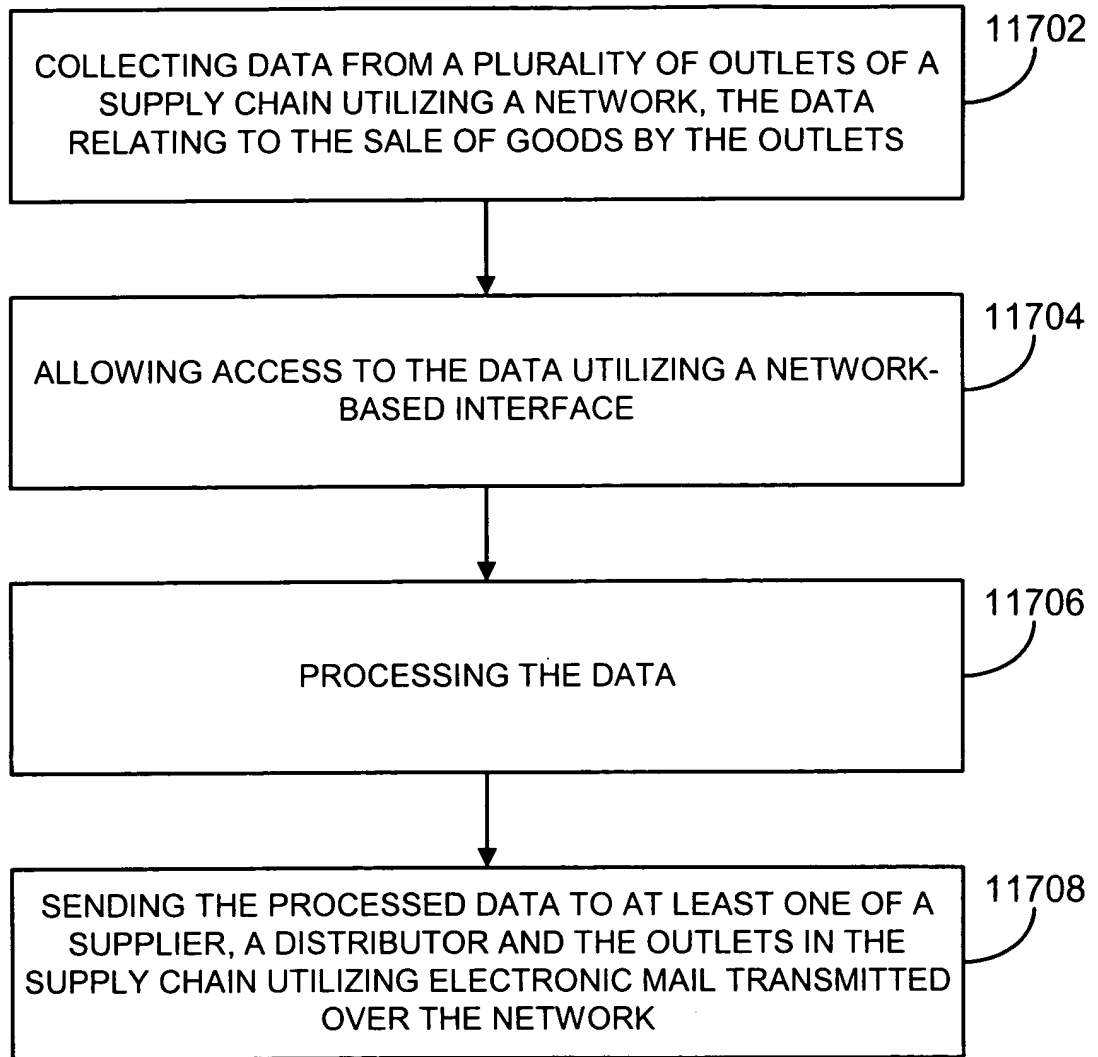 11702
COLLECTING DATA FROM A PLURALITY OF OUTLETS OF A
SUPPLY CHAIN UTILIZING A NETWORK, THE DATA
RELATING TO THE SALE OF GOODS BY THE OUTLETS
11704
ALLOWING ACCESS TO THE DATA UTILIZING A NETWORK-
BASED INTERFACE
11706
PROCESSING THE DATA
11708
SENDING THE PROCESSED DATA TO AT LEAST ONE OF A
SUPPLIER, A DISTRIBUTOR AND THE OUTLETS IN THE
SUPPLY CHAIN UTILIZING ELECTRONIC MAIL TRANSMITTED
OVER THE NETWORK